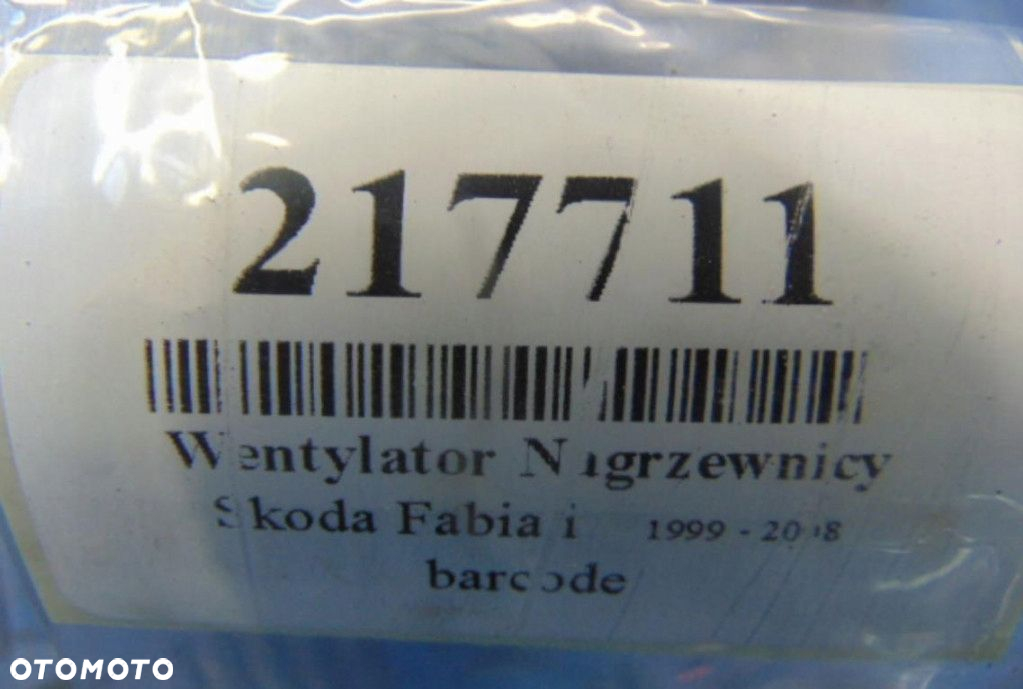 217711
Wentylator Nagrzewnicy
Skoda Fabia i 1999 - 2008
barcode
OTOMOTO